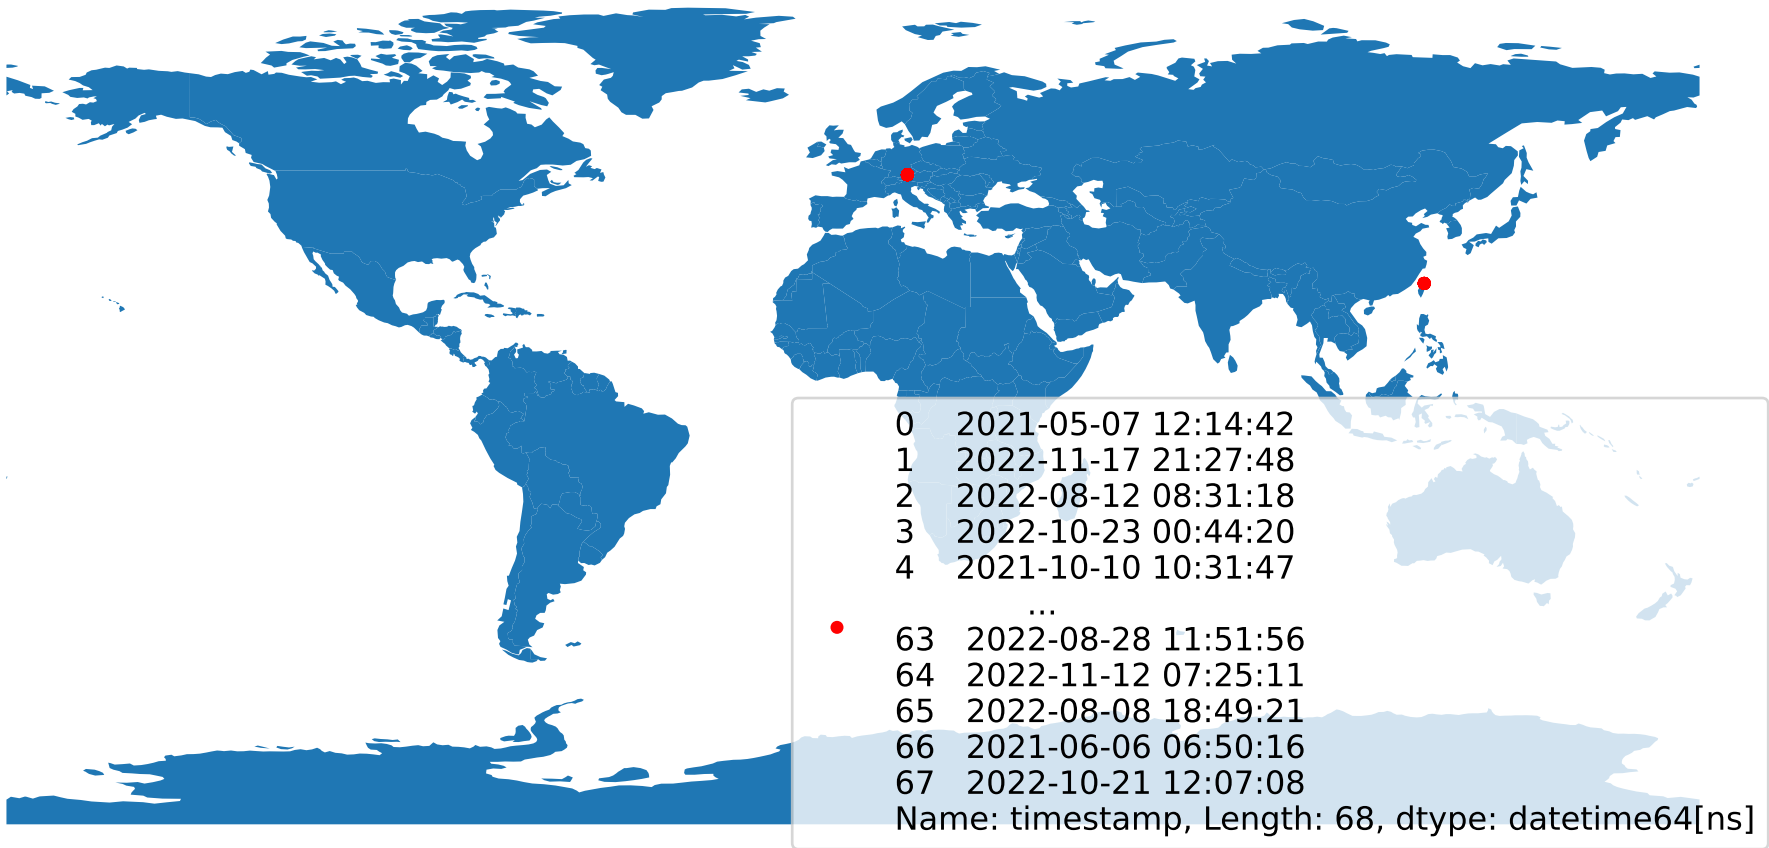 0 2021-05-07 12:14:42
1 2022-11-17 21:27:48
2 2022-08-12 08:31:18
3 2022-10-23 00:44:20
4 2021-10-10 10:31:47
...
63 2022-08-28 11:51:56
64 2022-11-12 07:25:11
65 2022-08-08 18:49:21
66 2021-06-06 06:50:16
67 2022-10-21 12:07:08
Name: timestamp, Length: 68, dtype: datetime64[ns]